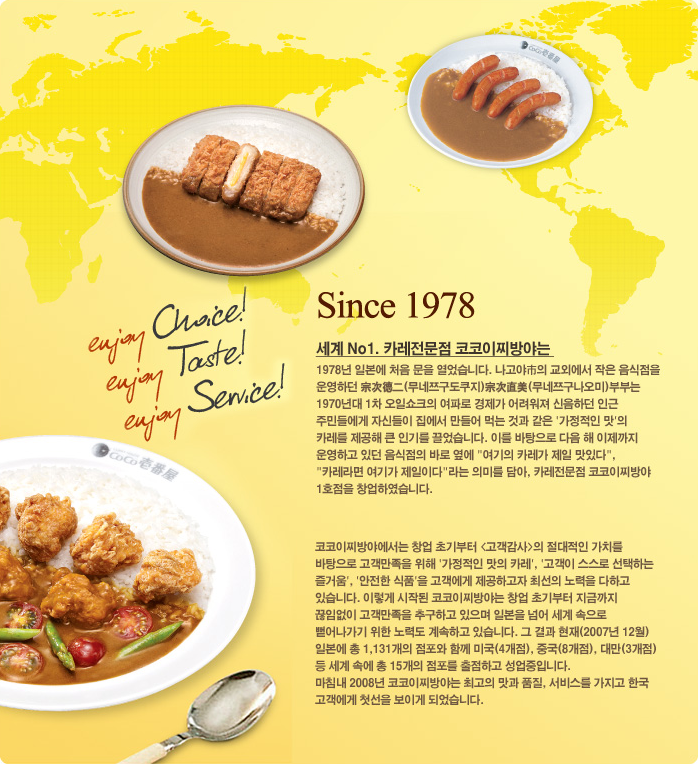 CoCo壱番屋
enjoy Choice!
enjoy Taste!
enjoy Service!
CoCo壱番屋
Since 1978
세계 No1. 카레전문점 코코이찌방야는
1978년 일본에 처음 문을 열었습니다. 나고야市의 교외에서 작은 음식점을
운영하던 宗次德二(무네쯔구도쿠지)宗次直美(무네쯔구나오미)부부는
1970년대 1차 오일쇼크의 여파로 경제가 어려워져 신음하던 인근
주민들에게 자신들이 집에서 만들어 먹는 것과 같은 '가정적인 맛'의
카레를 제공해 큰 인기를 끌었습니다. 이를 바탕으로 다음 해 이제까지
운영하고 있던 음식점의 바로 옆에 "여기의 카레가 제일 맛있다",
"카레라면 여기가 제일이다"라는 의미를 담아, 카레전문점 코코이찌방야
1호점을 창업하였습니다.
코코이찌방야에서는 창업 초기부터 <고객감사>의 절대적인 가치를
바탕으로 고객만족을 위해 '가정적인 맛의 카레', '고객이 스스로 선택하는
즐거움', '안전한 식품'을 고객에게 제공하고자 최선의 노력을 다하고
있습니다. 이렇게 시작된 코코이찌방야는 창업 초기부터 지금까지
끊임없이 고객만족을 추구하고 있으며 일본을 넘어 세계 속으로
뻗어나가기 위한 노력도 계속하고 있습니다. 그 결과 현재(2007년 12월)
일본에 총 1,131개의 점포와 함께 미국(4개점), 중국(8개점), 대만(3개점)
등 세계 속에 총 15개의 점포를 출점하고 성업중입니다.
마침내 2008년 코코이찌방야는 최고의 맛과 품질, 서비스를 가지고 한국
고객에게 첫선을 보이게 되었습니다.